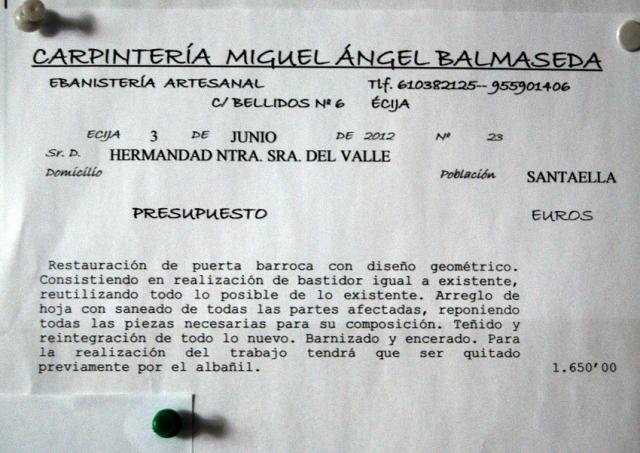 CARPINTERÍA MIGUEL ÁNGEL BALMASEDA
EBANISTERÍA ARTESANAL Tlf. 610382125-- 955901406
C/ BELLIDOS Nº 6 ÉCIJA
ECIJA 3 DE JUNIO DE 2012 Nº 23
Sr. D. HERMANDAD NTRA. SRA. DEL VALLE
Domicilio Población SANTAELLA
PRESUPUESTO EUROS
Restauración de puerta barroca con diseño geométrico.
Consistiendo en realización de bastidor igual a existente,
reutilizando todo lo posible de lo existente. Arreglo de
hoja con saneado de todas las partes afectadas, reponiendo
todas las piezas necesarias para su composición. Teñido y
reintegración de todo lo nuevo. Barnizado y encerado. Para
la realización del trabajo tendrá que ser quitado
previamente por el albañil. 1.650'00